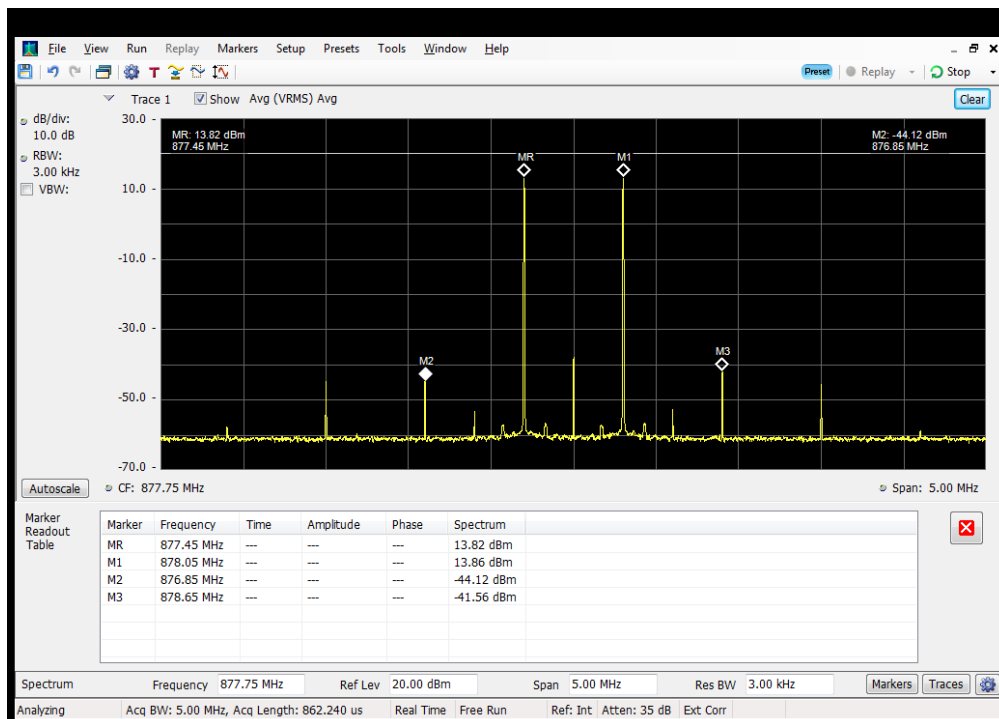 File View Run Replay Markers Setup Presets Tools Window Help
Preset Replay Stop
Trace 1 Show Avg (VRMS) Avg Clear
dB/div:
10.0 dB
RBW:
3.00 kHz
VBW:
30.0 -
10.0 -
-10.0 -
-30.0 -
-50.0 -
-70.0 -
MR: 13.82 dBm
877.45 MHz
M2: -44.12 dBm
876.85 MHz
MR
M1
M2
M3
Autoscale CF: 877.75 MHz Span: 5.00 MHz
Marker
Readout
Table
Marker Frequency Time Amplitude Phase Spectrum
MR 877.45 MHz --- --- --- 13.82 dBm
M1 878.05 MHz --- --- --- 13.86 dBm
M2 876.85 MHz --- --- --- -44.12 dBm
M3 878.65 MHz --- --- --- -41.56 dBm
Spectrum Frequency 877.75 MHz Ref Lev 20.00 dBm Span 5.00 MHz Res BW 3.00 kHz Markers Traces
Analyzing Acq BW: 5.00 MHz, Acq Length: 862.240 us Real Time Free Run Ref: Int Atten: 35 dB Ext Corr